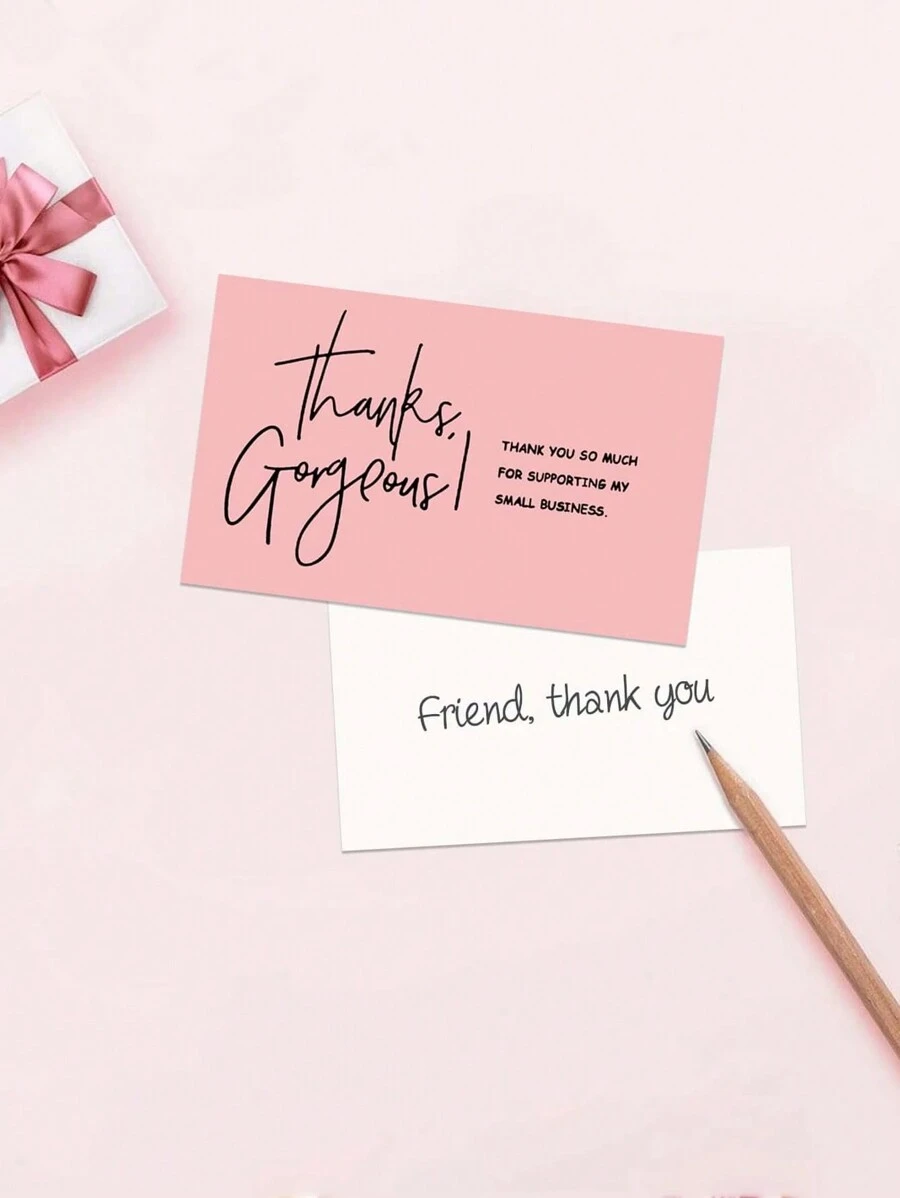 Thanks,
Gorgeous!
THANK YOU SO MUCH
FOR SUPPORTING MY
SMALL BUSINESS.
Friend, thank you